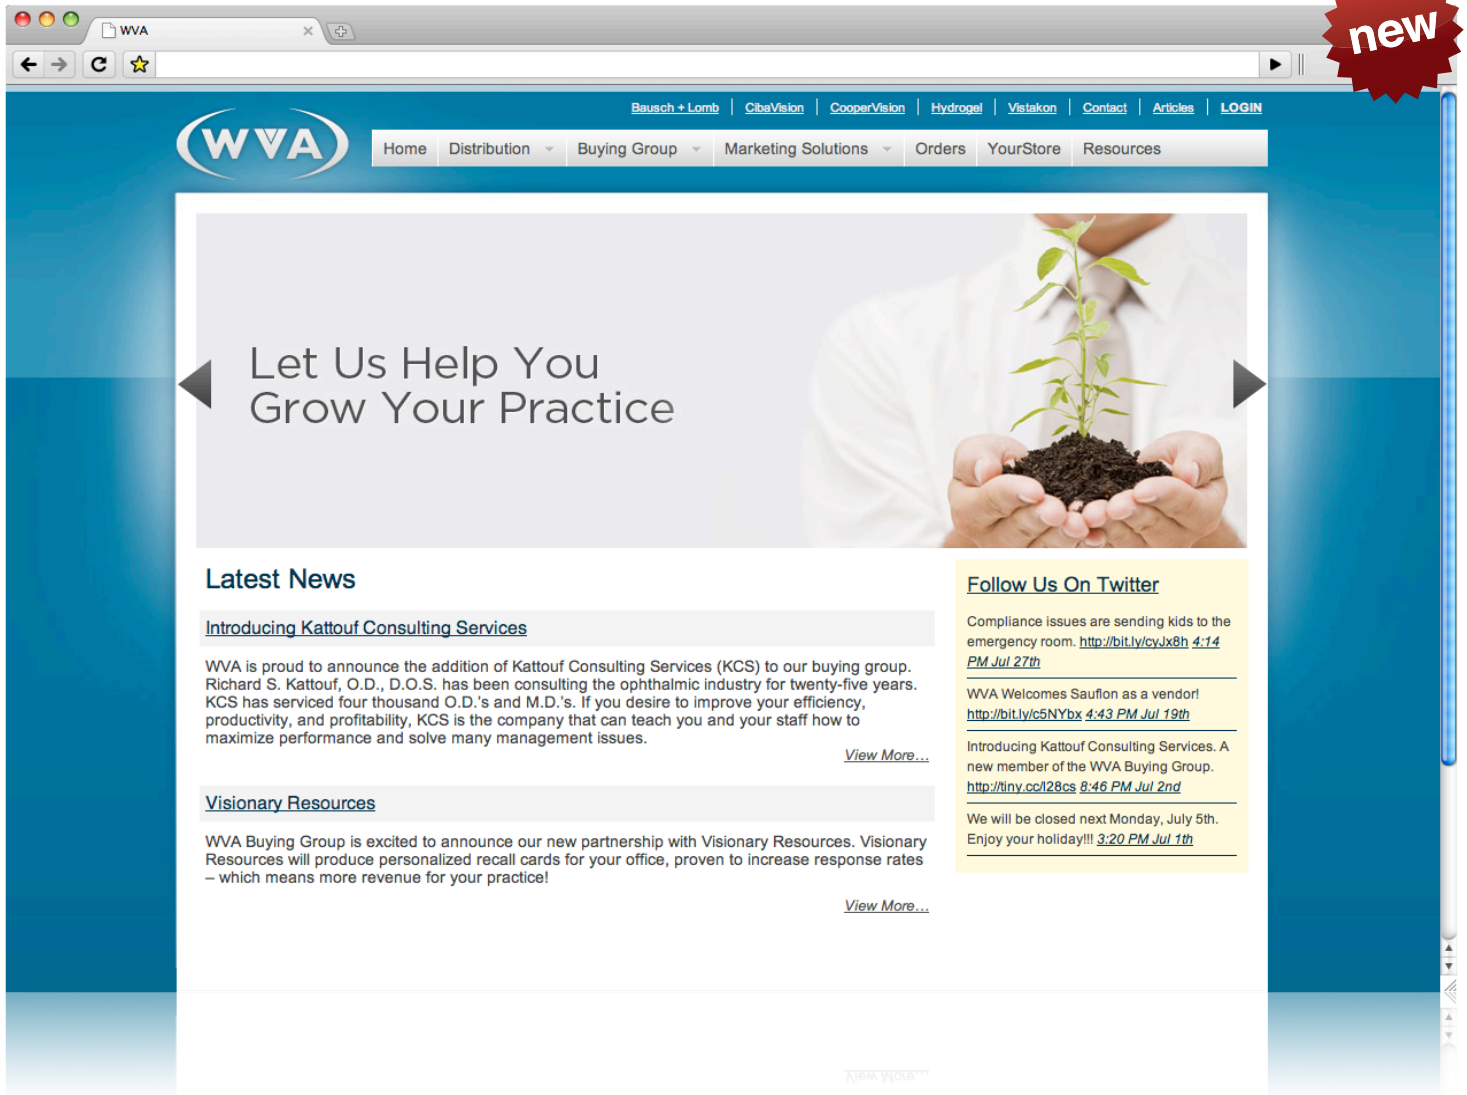 WVA
new
Bausch + Lomb CibaVision CooperVision Hydrogel Vistakon Contact Articles LOGIN
WVA
Home Distribution Buying Group Marketing Solutions Orders YourStore Resources
Let Us Help You
Grow Your Practice
Latest News
Introducing Kattouf Consulting Services
WVA is proud to announce the addition of Kattouf Consulting Services (KCS) to our buying group.
Richard S. Kattouf, O.D., D.O.S. has been consulting the ophthalmic industry for twenty-five years.
KCS has serviced four thousand O.D.'s and M.D.'s. If you desire to improve your efficiency,
productivity, and profitability, KCS is the company that can teach you and your staff how to
maximize performance and solve many management issues.
View More...
Visionary Resources
WVA Buying Group is excited to announce our new partnership with Visionary Resources. Visionary
Resources will produce personalized recall cards for your office, proven to increase response rates
– which means more revenue for your practice!
View More...
Follow Us On Twitter
Compliance issues are sending kids to the
emergency room. http://bit.ly/cyJx8h 4:14
PM Jul 27th
WVA Welcomes Sauflon as a vendor!
http://bit.ly/c5NYbx 4:43 PM Jul 19th
Introducing Kattouf Consulting Services. A
new member of the WVA Buying Group.
http://tiny.cc/l28cs 8:46 PM Jul 2nd
We will be closed next Monday, July 5th.
Enjoy your holiday!!! 3:20 PM Jul 1th
View More...